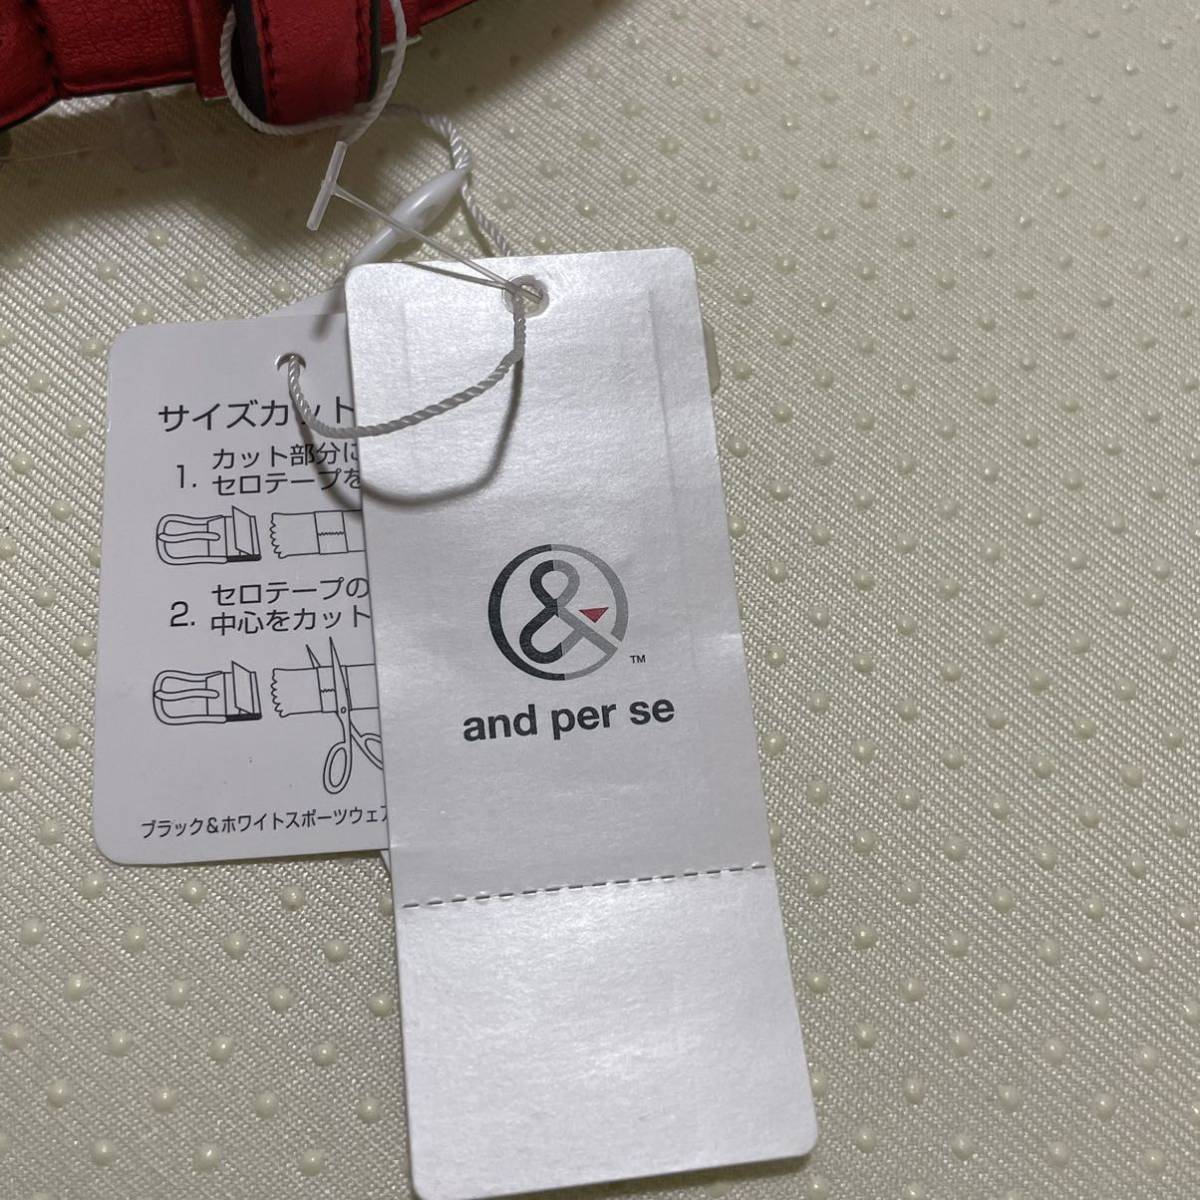 サイズカット
1. カット部分に
セロテープを
2. セロテープの
中心をカット
ブラック&ホワイトスポーツウェア
&
TM
and per se